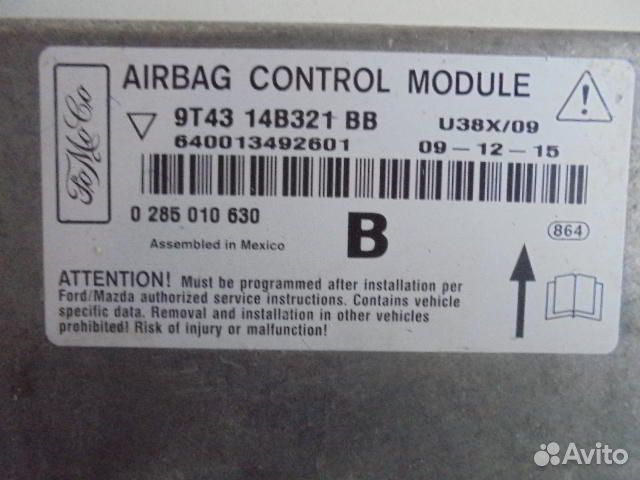 FoMoCo
AIRBAG CONTROL MODULE
9T43 14B321 BB
U38X/09
640013492601
09-12-15
0 285 010 630
B
864
Assembled in Mexico
ATTENTION! Must be programmed after installation per
Ford/Mazda authorized service instructions. Contains vehicle
specific data. Removal and installation in other vehicles
prohibited! Risk of injury or malfunction!
Avito